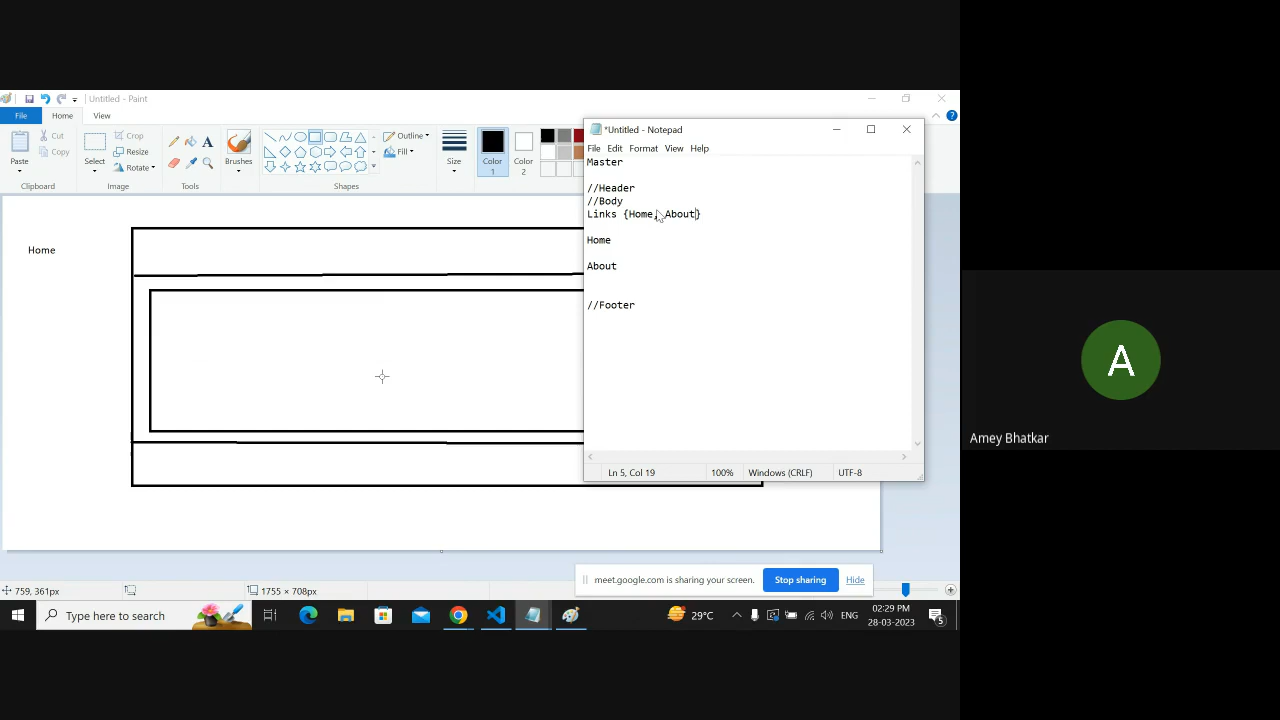 Untitled - Paint
File
Home
View
Paste
Cut
Copy
Clipboard
Select
Crop
Resize
Rotate
Image
Tools
Brushes
Outline
Fill
Shapes
Size
Color
1
Color
2
Home
*Untitled - Notepad
File Edit Format View Help
Master
//Header
//Body
Links {Home, About}
Home
About
//Footer
Ln 5, Col 19
100%
Windows (CRLF)
UTF-8
meet.google.com is sharing your screen.
Stop sharing
Hide
759, 361px
1755 × 708px
Type here to search
29°C
ENG
02:29 PM
28-03-2023
5
A
Amey Bhatkar